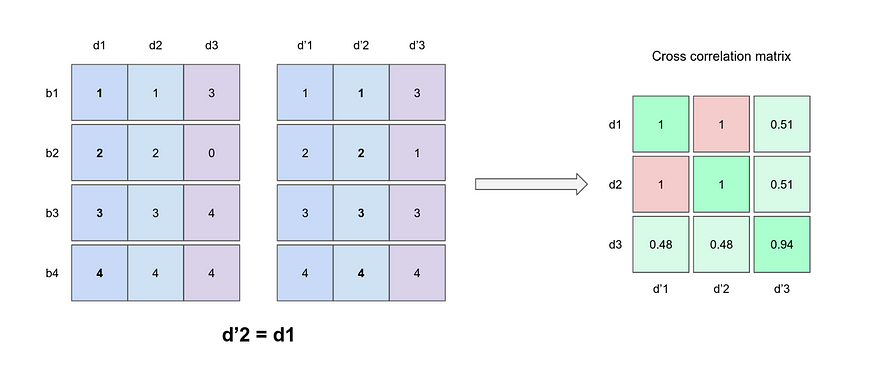 d1 d2 d3 d'1 d'2 d'3
Cross correlation matrix
b1 1 1 3 1 1 3
b2 2 2 0 2 2 1
b3 3 3 4 3 3 3
b4 4 4 4 4 4 4
d1 1 1 0.51
d2 1 1 0.51
d3 0.48 0.48 0.94
d'1 d'2 d'3
d'2 = d1